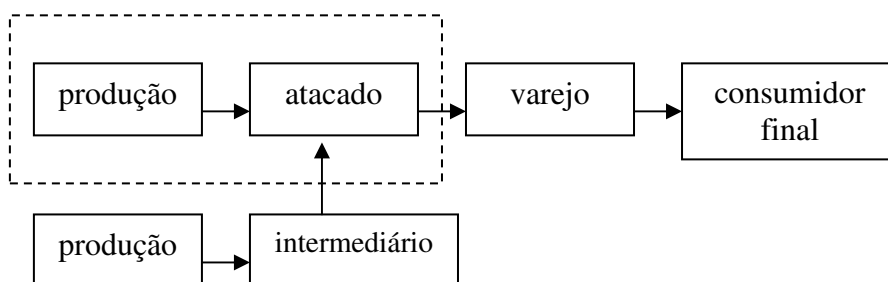 produção
atacado
varejo
consumidor
final
produção
intermediário